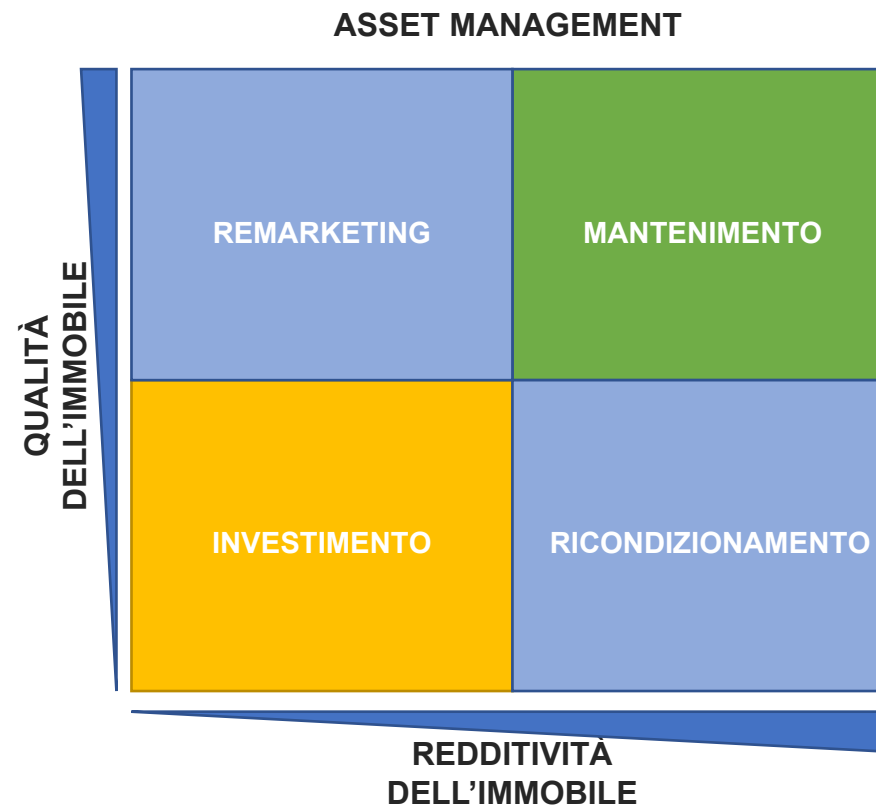 ASSET MANAGEMENT
REMARKETING
MANTENIMENTO
QUALITÀ
DELL'IMMOBILE
INVESTIMENTO
RICONDIZIONAMENTO
REDDITIVITÀ
DELL'IMMOBILE